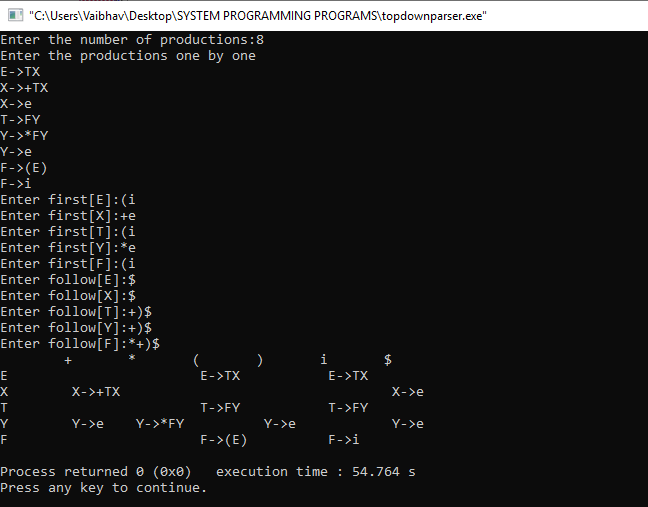 "C:\Users\Vaibhav\Desktop\SYSTEM PROGRAMMING PROGRAMS\topdownparser.exe"
Enter the number of productions:8
Enter the productions one by one
E->TX
X->+TX
X->e
T->FY
Y->*FY
Y->e
F->(E)
F->i
Enter first[E]:(i
Enter first[X]:+e
Enter first[T]:(i
Enter first[Y]:*e
Enter first[F]:(i
Enter follow[E]:$
Enter follow[X]:$
Enter follow[T]:+)$
Enter follow[Y]:+)$
Enter follow[F]:*+)$
+ * ( ) i $
E E->TX E->TX
X X->+TX X->e
T T->FY T->FY
Y Y->e Y->*FY Y->e Y->e
F F->(E) F->i
Process returned 0 (0x0) execution time : 54.764 s
Press any key to continue.